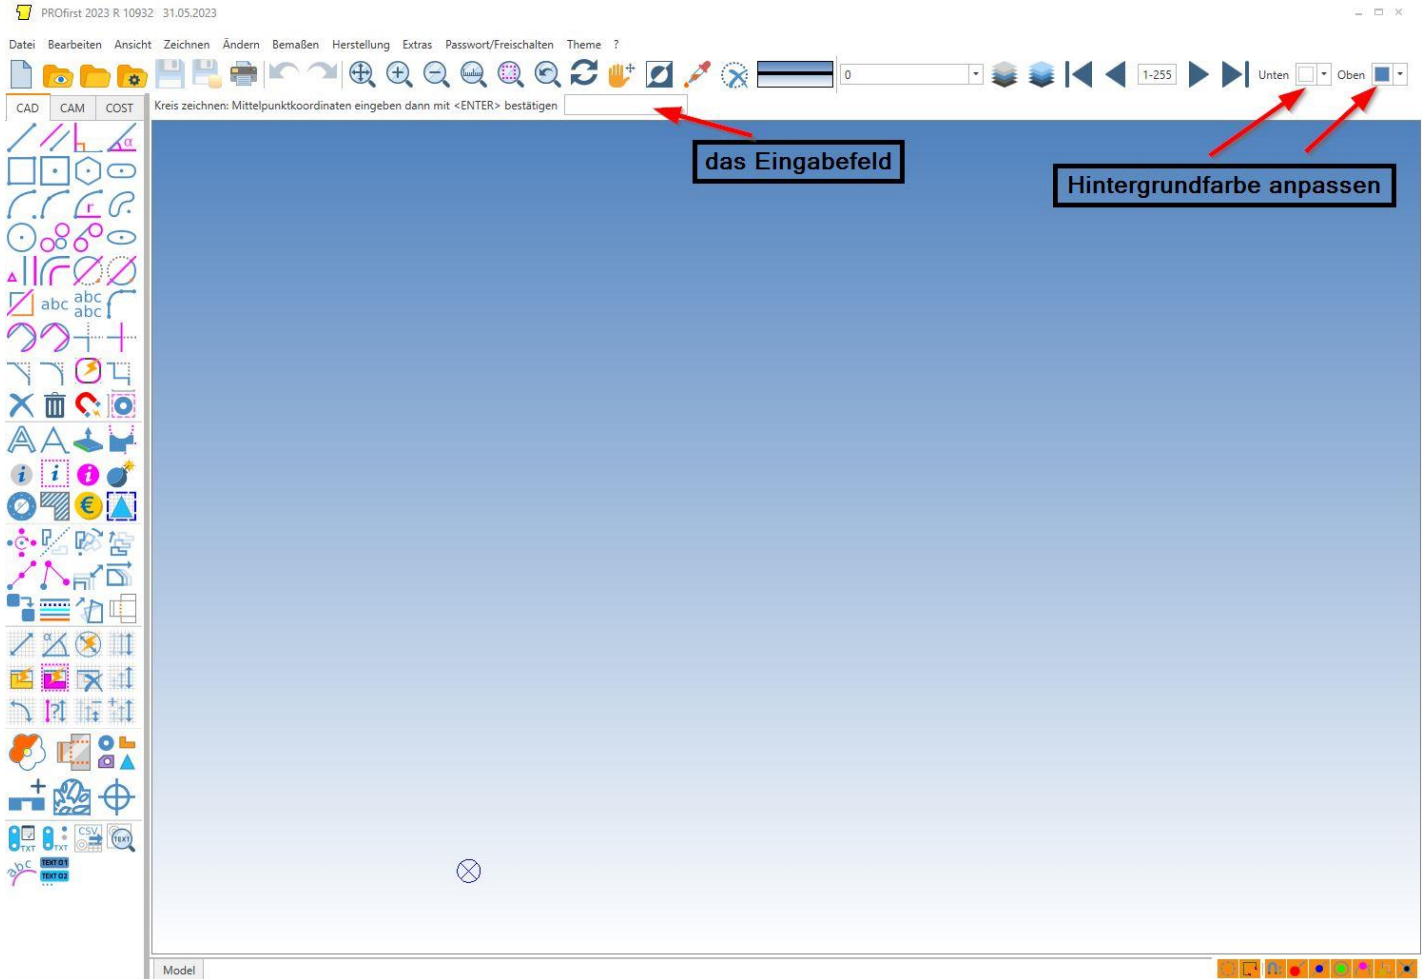 PROfirst 2023 R 10932 31.05.2023
Datei Bearbeiten Ansicht Zeichnen Ändern Bemaßen Herstellung Extras Passwort/Freischalten Theme ?
0 1-255 Unten Oben
CAD CAM COST Kreis zeichnen: Mittelpunktkoordinaten eingeben dann mit <ENTER> bestätigen
das Eingabefeld
Hintergrundfarbe anpassen
α
r
abc abc
abc
A A
i i i
€
α
?
TXT TXT CSV TEXT
abc TEXT 01
TEXT 02
Model